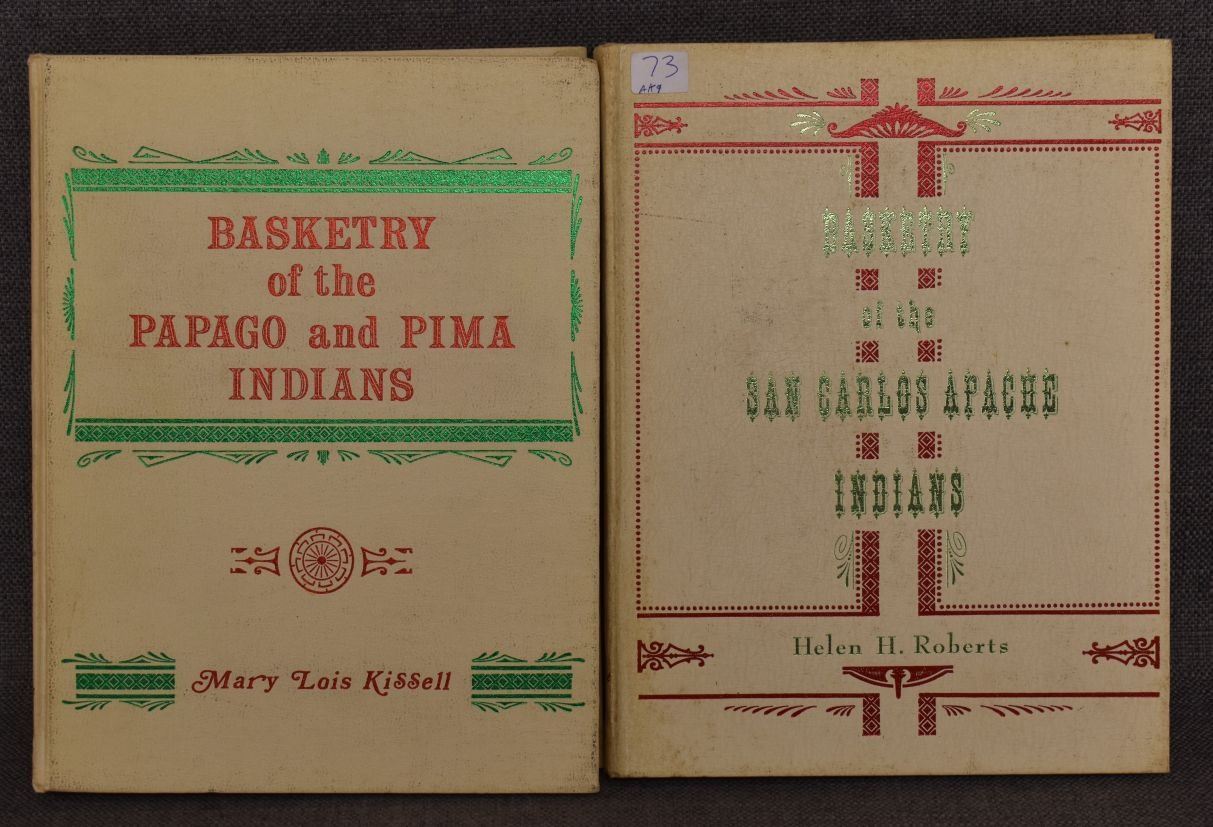 BASKETRY
of the
PAPAGO and PIMA
INDIANS
Mary Lois Kissell
73
AK9
BASKETRY
of the
SAN CARLOS APACHE
INDIANS
Helen H. Roberts